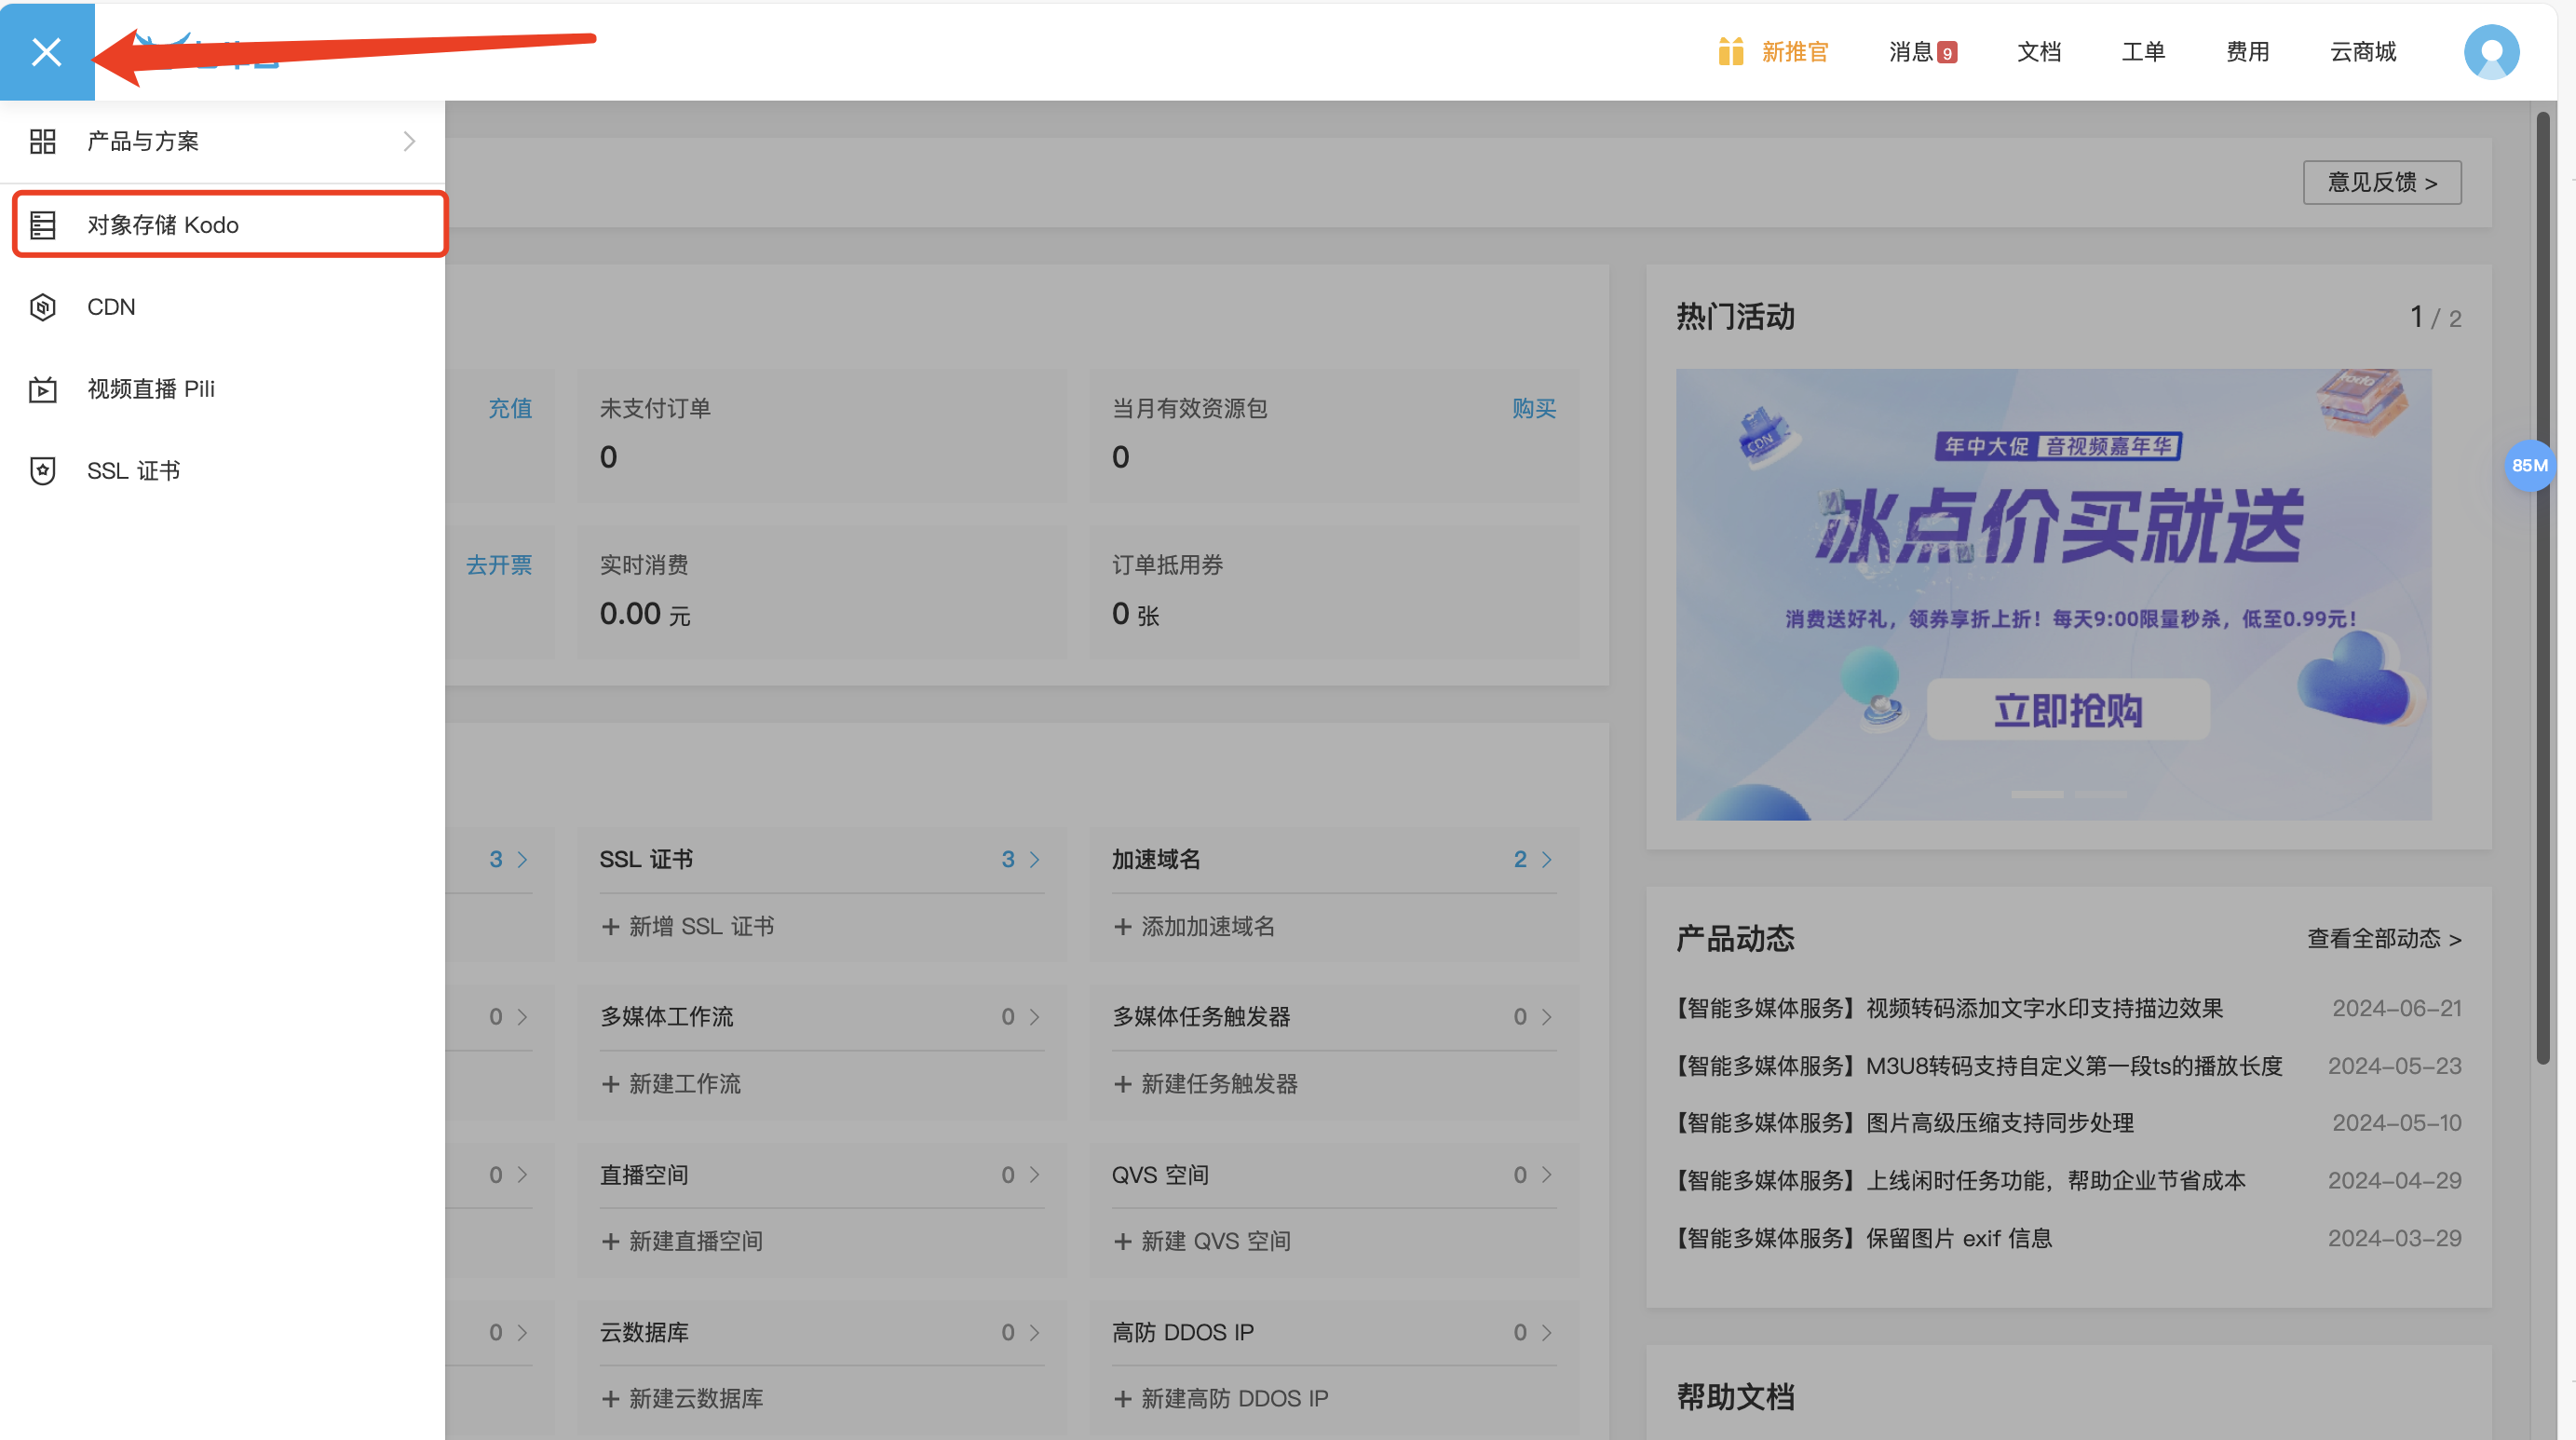 新推官
消息 9
文档
工单
费用
云商城
产品与方案
对象存储 Kodo
CDN
视频直播 Pili
SSL 证书
意见反馈 >
充值
未支付订单
0
当月有效资源包
购买
0
去开票
实时消费
0.00 元
订单抵用券
0 张
3
SSL 证书
3
加速域名
2
+ 新增 SSL 证书
+ 添加加速域名
0
多媒体工作流
0
多媒体任务触发器
0
+ 新建工作流
+ 新建任务触发器
0
直播空间
0
QVS 空间
0
+ 新建直播空间
+ 新建 QVS 空间
0
云数据库
0
高防 DDOS IP
0
+ 新建云数据库
+ 新建高防 DDOS IP
热门活动
1 / 2
kodo
CDN
年中大促 音视频嘉年华
冰点价买就送
消费送好礼，领券享折上折！每天9:00限量秒杀，低至0.99元！
立即抢购
85M
产品动态
查看全部动态 >
【智能多媒体服务】视频转码添加文字水印支持描边效果
2024-06-21
【智能多媒体服务】M3U8转码支持自定义第一段ts的播放长度
2024-05-23
【智能多媒体服务】图片高级压缩支持同步处理
2024-05-10
【智能多媒体服务】上线闲时任务功能，帮助企业节省成本
2024-04-29
【智能多媒体服务】保留图片 exif 信息
2024-03-29
帮助文档